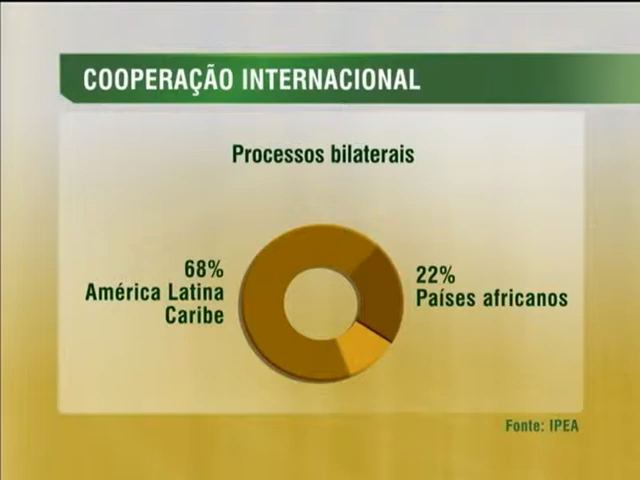 COOPERAÇÃO INTERNACIONAL
Processos bilaterais
68%
América Latina
Caribe
22%
Países africanos
Fonte: IPEA